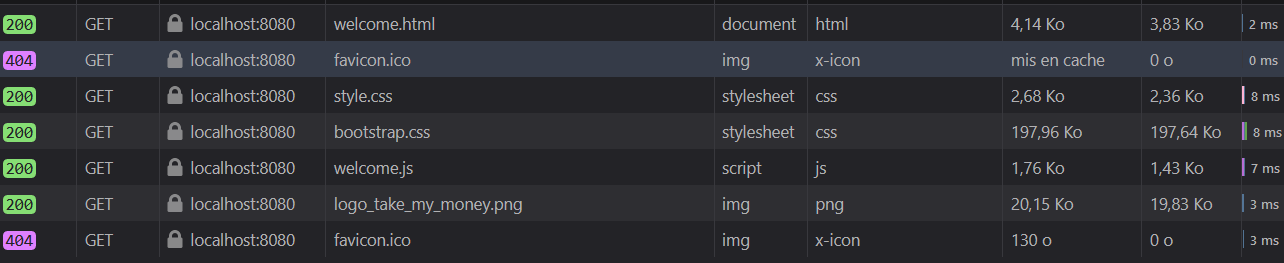 200 GET localhost:8080 welcome.html document html 4,14 Ko 3,83 Ko 2 ms
404 GET localhost:8080 favicon.ico img x-icon mis en cache 0 o 0 ms
200 GET localhost:8080 style.css stylesheet css 2,68 Ko 2,36 Ko 8 ms
200 GET localhost:8080 bootstrap.css stylesheet css 197,96 Ko 197,64 Ko 8 ms
200 GET localhost:8080 welcome.js script js 1,76 Ko 1,43 Ko 7 ms
200 GET localhost:8080 logo_take_my_money.png img png 20,15 Ko 19,83 Ko 3 ms
404 GET localhost:8080 favicon.ico img x-icon 130 o 0 o 3 ms